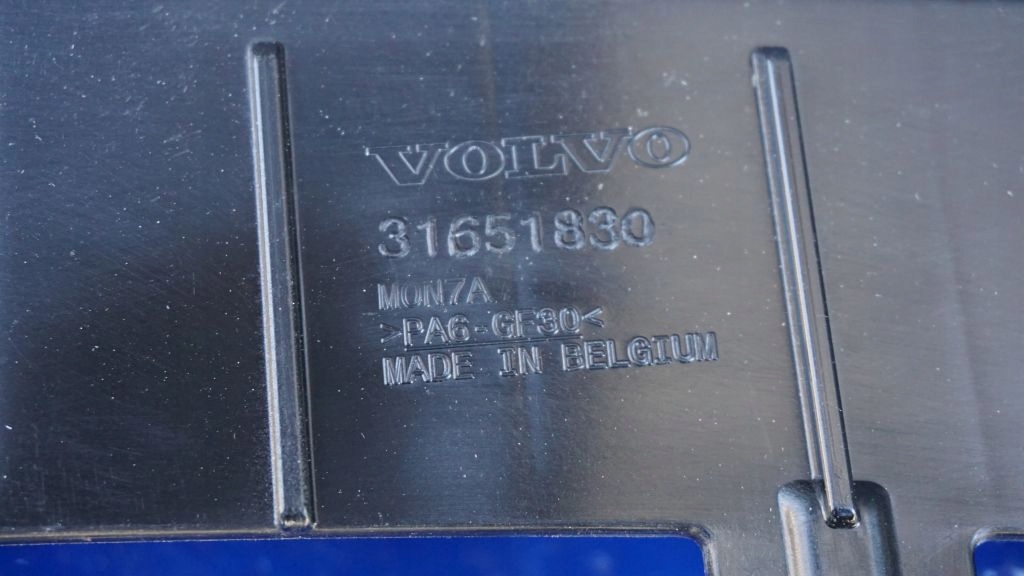 VOLVO
31651830
MON7A
>PA6-GF30<
MADE IN BELGIUM